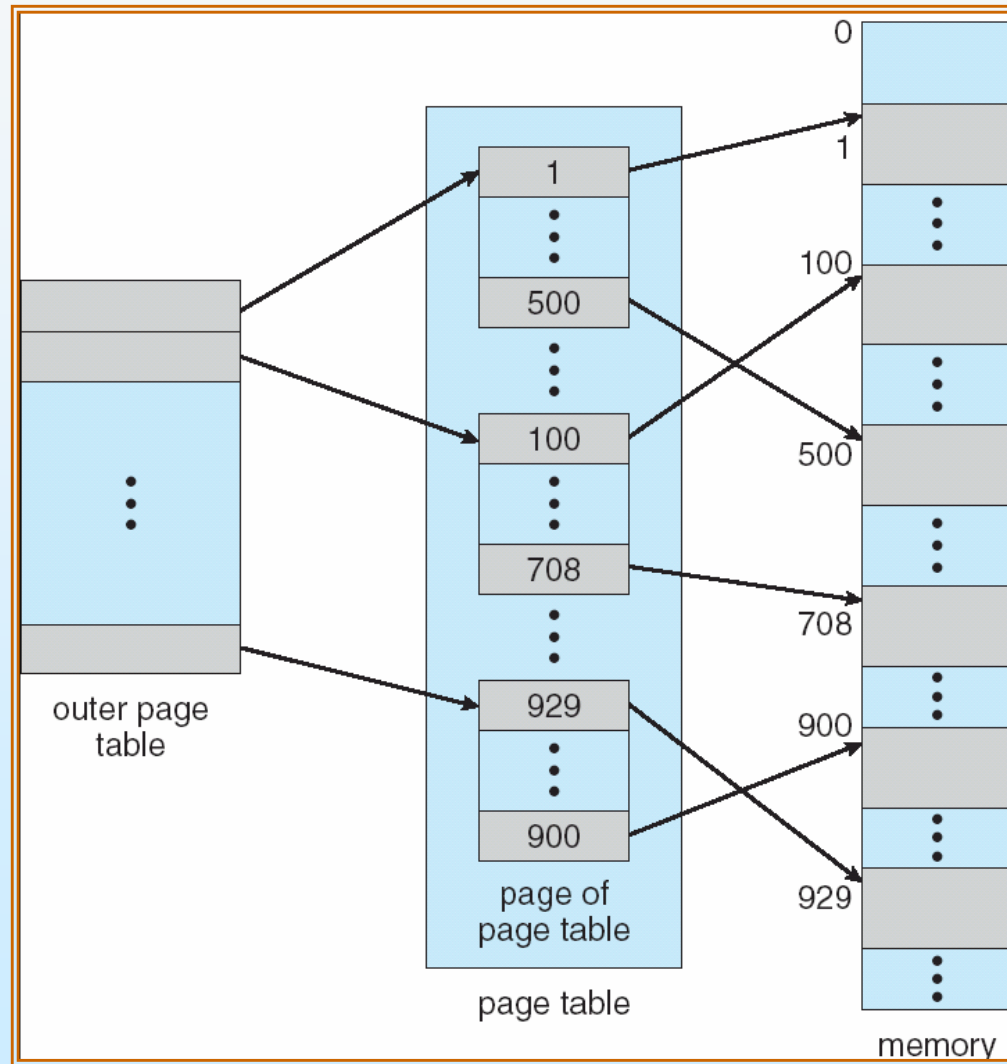 outer page
table
1
500
100
708
929
900
page of
page table
page table
0
1
100
500
708
900
929
memory